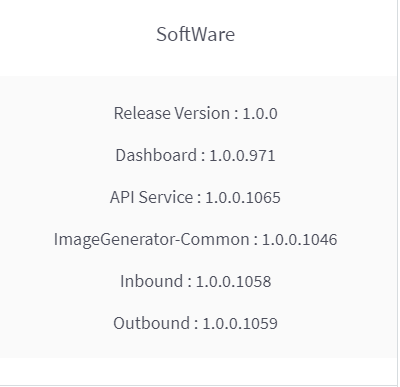 SoftWare
Release Version : 1.0.0
Dashboard : 1.0.0.971
API Service : 1.0.0.1065
ImageGenerator-Common : 1.0.0.1046
Inbound : 1.0.0.1058
Outbound : 1.0.0.1059